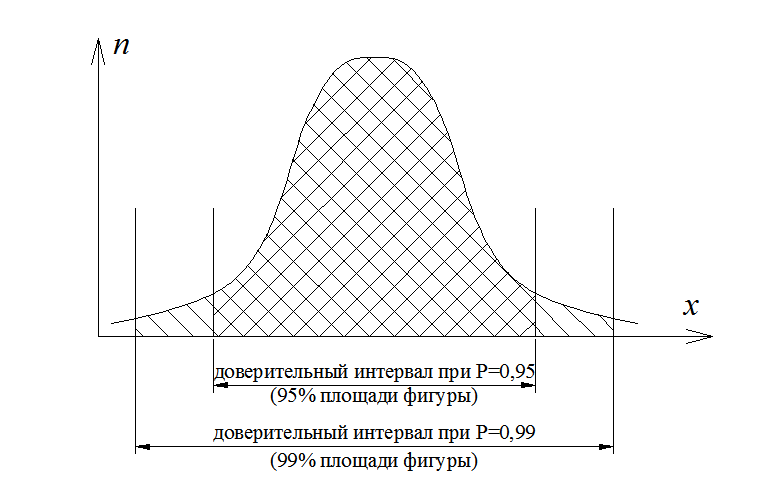 n
x
доверительный интервал при P=0,95
(95% площади фигуры)
доверительный интервал при P=0,99
(99% площади фигуры)